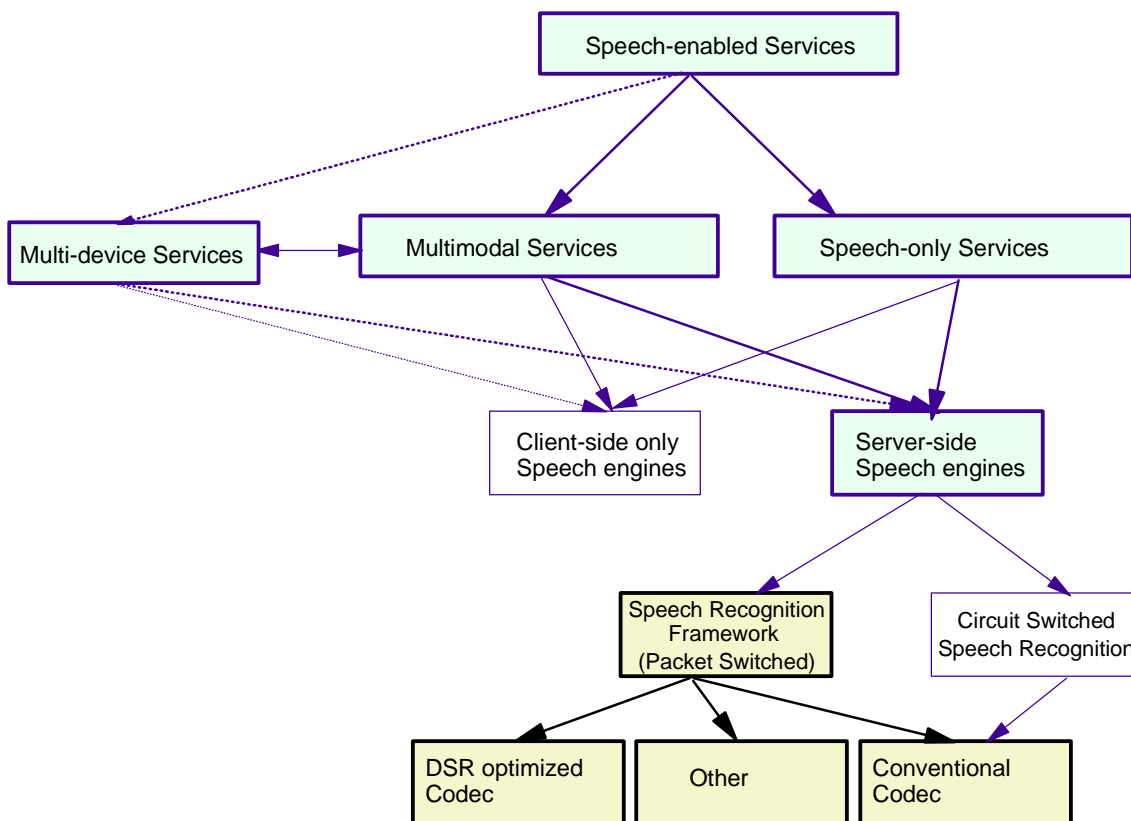 Speech-enabled Services
Multi-device Services
Multimodal Services
Speech-only Services
Client-side only
Speech engines
Server-side
Speech engines
Speech Recognition
Framework
(Packet Switched)
Circuit Switched
Speech Recognition
DSR optimized
Codec
Other
Conventional
Codec